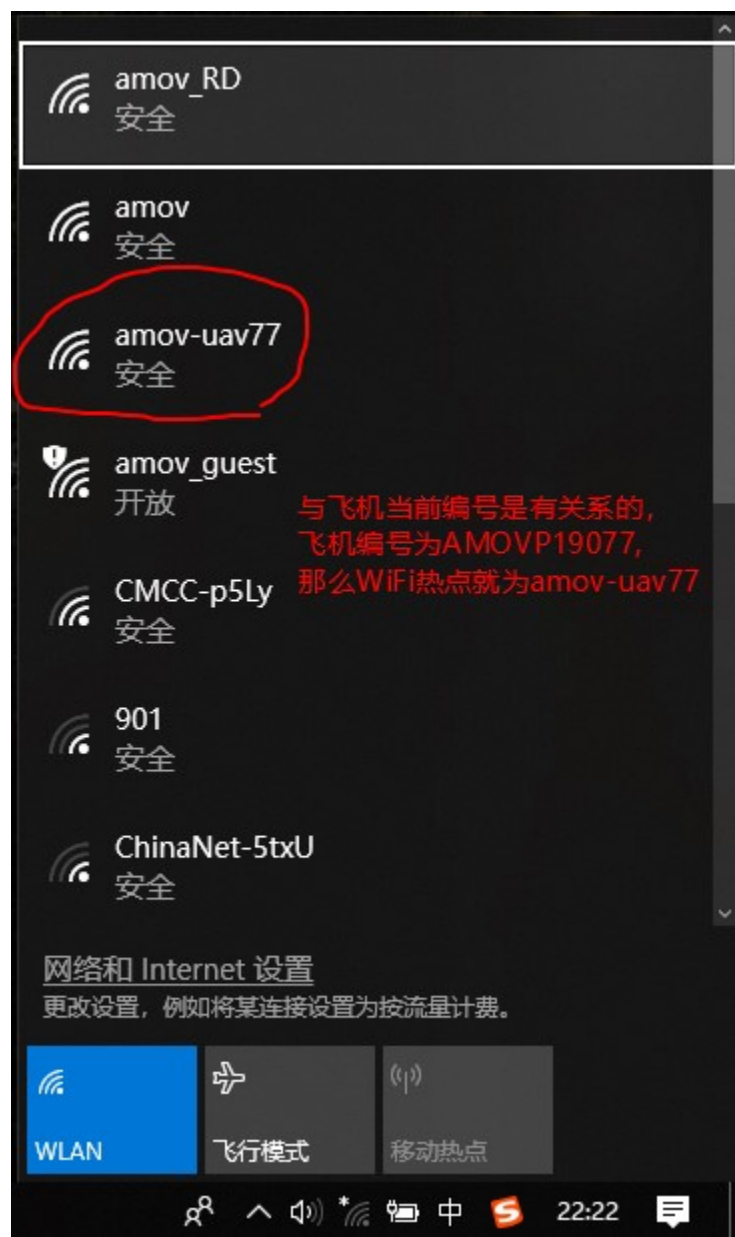 amov_RD
安全
amov
安全
amov-uav77
安全
amov_guest
开放
与飞机当前编号是有关系的，
飞机编号为AMOVP19077,
那么WiFi热点就为amov-uav77
CMCC-p5Ly
安全
901
安全
ChinaNet-5txU
安全
网络和 Internet 设置
更改设置，例如将某连接设置为按流量计费。
WLAN
飞行模式
移动热点
中
22:22